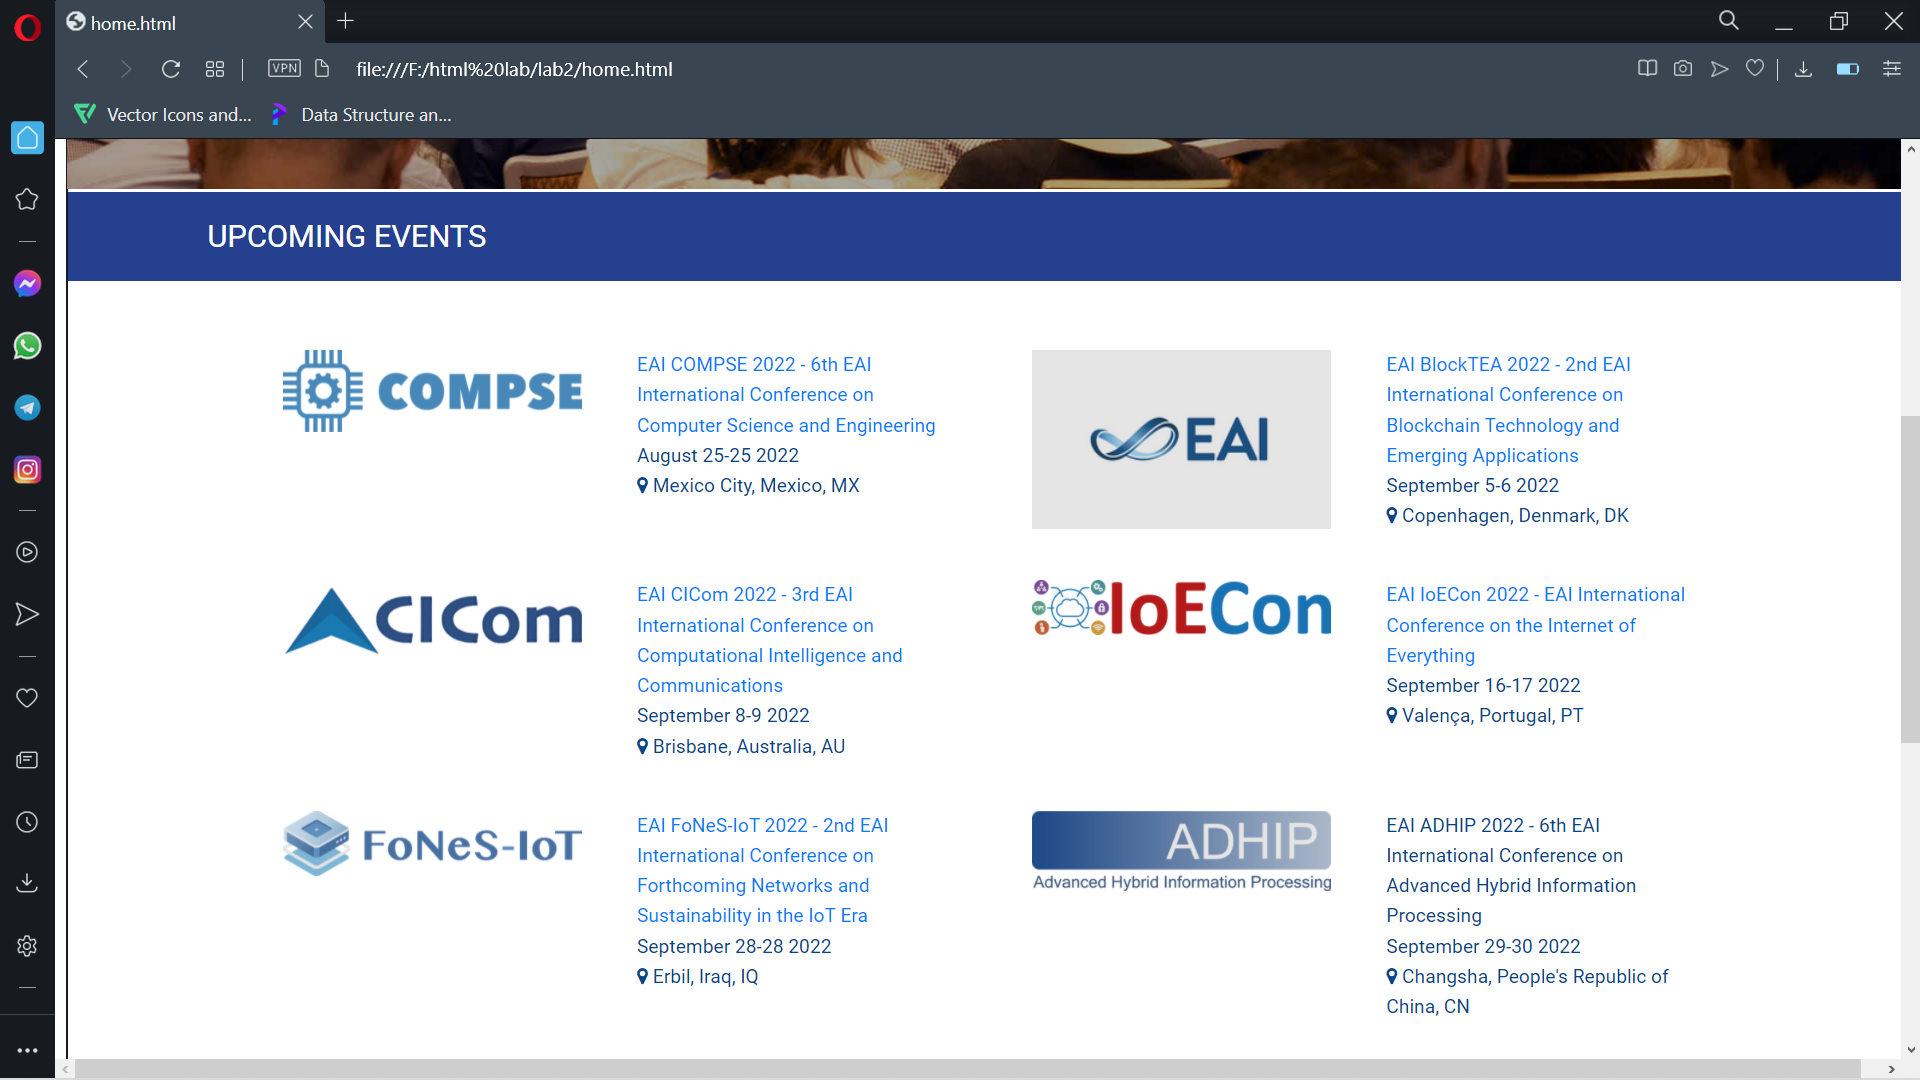 home.html
VPN
file:///F:/html%20lab/lab2/home.html
Vector Icons and...
Data Structure an...
UPCOMING EVENTS
COMPSE
EAI COMPSE 2022 - 6th EAI
International Conference on
Computer Science and Engineering
August 25-25 2022
Mexico City, Mexico, MX
EAI
EAI BlockTEA 2022 - 2nd EAI
International Conference on
Blockchain Technology and
Emerging Applications
September 5-6 2022
Copenhagen, Denmark, DK
CICom
EAI CICom 2022 - 3rd EAI
International Conference on
Computational Intelligence and
Communications
September 8-9 2022
Brisbane, Australia, AU
IoECon
EAI IoECon 2022 - EAI International
Conference on the Internet of
Everything
September 16-17 2022
Valença, Portugal, PT
FoNeS-IoT
EAI FoNeS-IoT 2022 - 2nd EAI
International Conference on
Forthcoming Networks and
Sustainability in the IoT Era
September 28-28 2022
Erbil, Iraq, IQ
ADHIP
Advanced Hybrid Information Processing
EAI ADHIP 2022 - 6th EAI
International Conference on
Advanced Hybrid Information
Processing
September 29-30 2022
Changsha, People's Republic of
China, CN